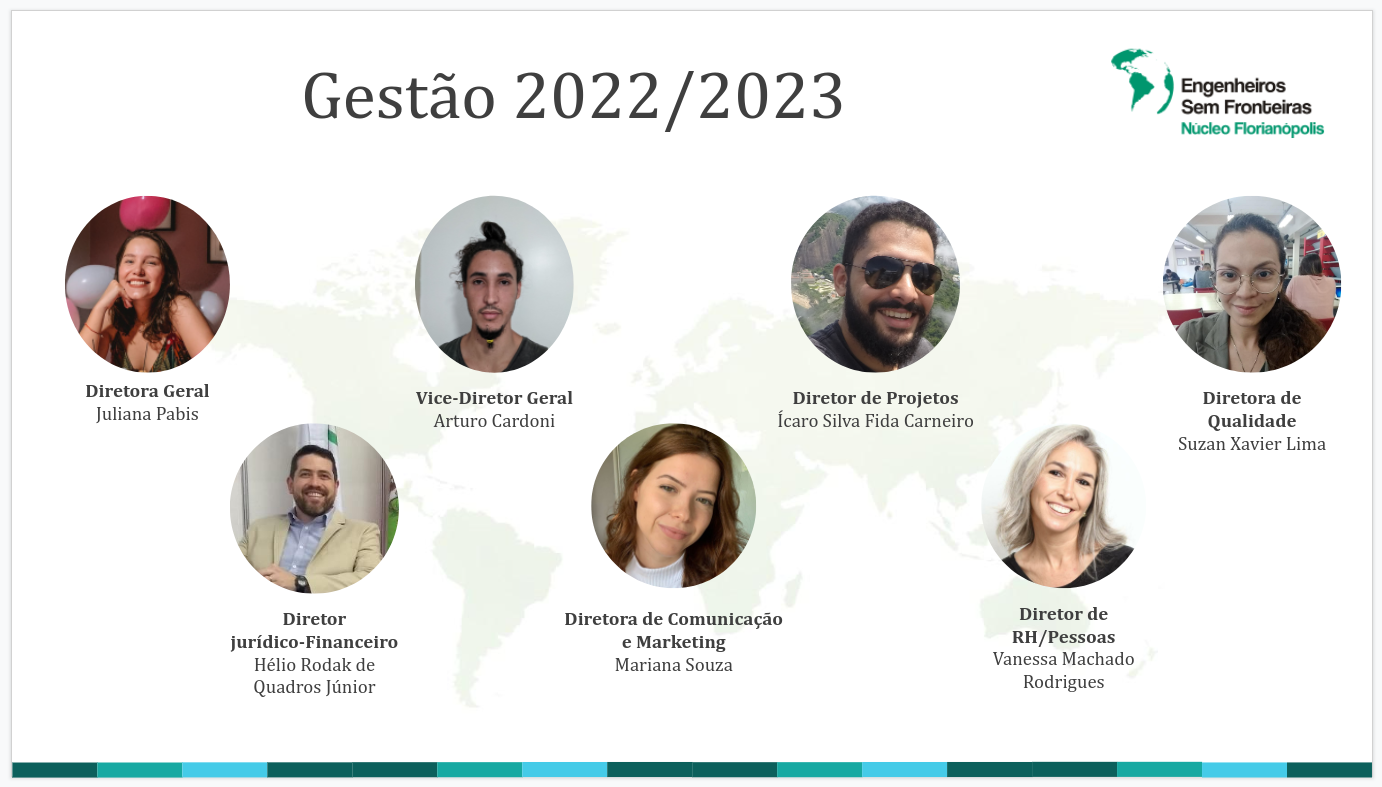 Gestão 2022/2023
Engenheiros
Sem Fronteiras
Núcleo Florianópolis
Diretora Geral
Juliana Pabis
Vice-Diretor Geral
Arturo Cardoni
Diretor de Projetos
Ícaro Silva Fida Carneiro
Diretora de
Qualidade
Suzan Xavier Lima
Diretor
jurídico-Financeiro
Hélio Rodak de
Quadros Júnior
Diretora de Comunicação
e Marketing
Mariana Souza
Diretor de
RH/Pessoas
Vanessa Machado
Rodrigues